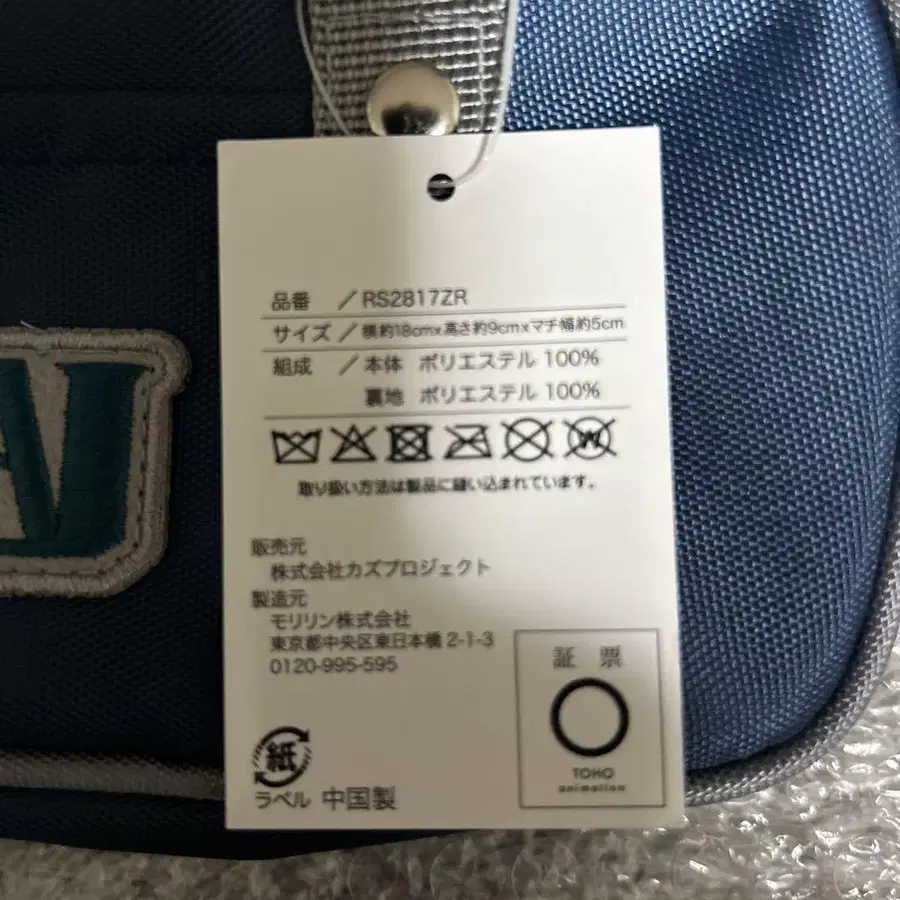 品番 / RS2817ZR
サイズ / 横約18cm×高さ約9cm×マチ幅約5cm
組成 / 本体 ポリエステル 100%
裏地 ポリエステル 100%
W
取り扱い方法は製品に縫い込まれています。
販売元
株式会社カズプロジェクト
製造元
モリリン株式会社
東京都中央区東日本橋 2-1-3
0120-995-595
紙
ラベル 中国製
証 票
TOHO
animation